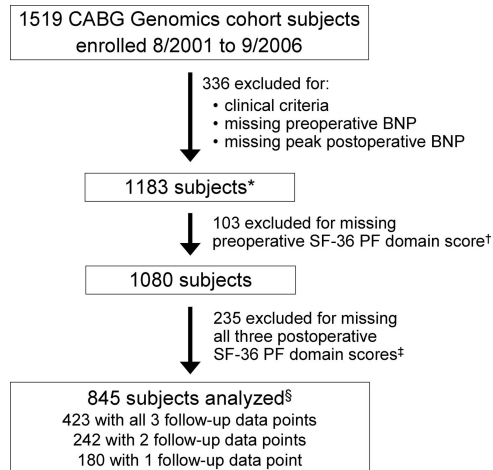 1519 CABG Genomics cohort subjects
enrolled 8/2001 to 9/2006
336 excluded for:
• clinical criteria
• missing preoperative BNP
• missing peak postoperative BNP
1183 subjects*
103 excluded for missing
preoperative SF-36 PF domain score†
1080 subjects
235 excluded for missing
all three postoperative
SF-36 PF domain scores‡
845 subjects analyzed§
423 with all 3 follow-up data points
242 with 2 follow-up data points
180 with 1 follow-up data point